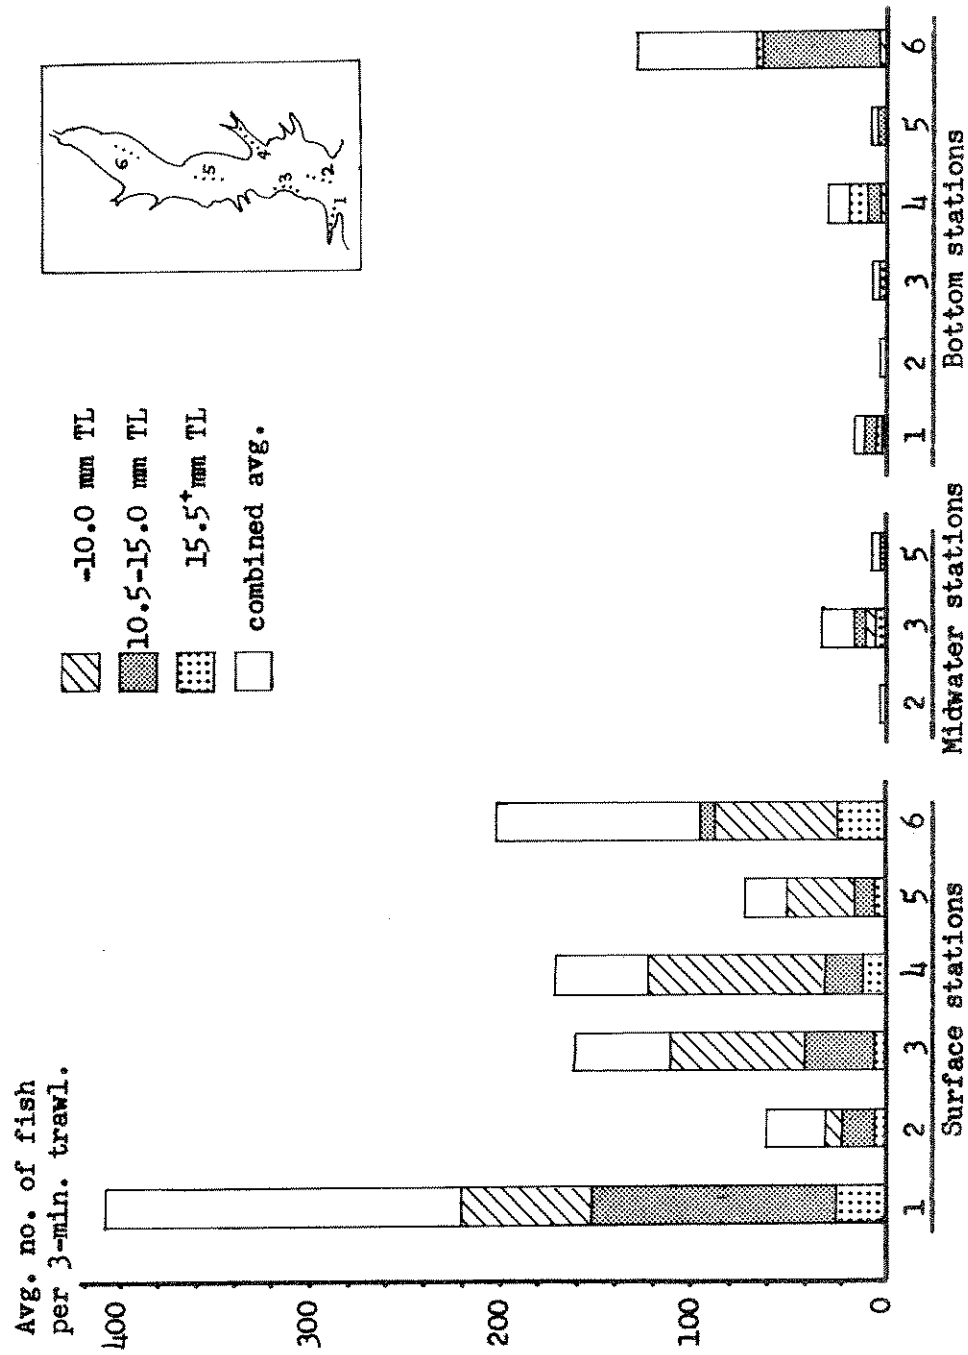 Avg. no. of fish
per 3-min. trawl.
400
300
200
100
0
-10.0 mm TL
10.5-15.0 mm TL
15.5+mm TL
combined avg.
6
5
4
3
2
1
1 2 3 4 5 6
Surface stations
2 3 5
Midwater stations
1 2 3 4 5 6
Bottom stations